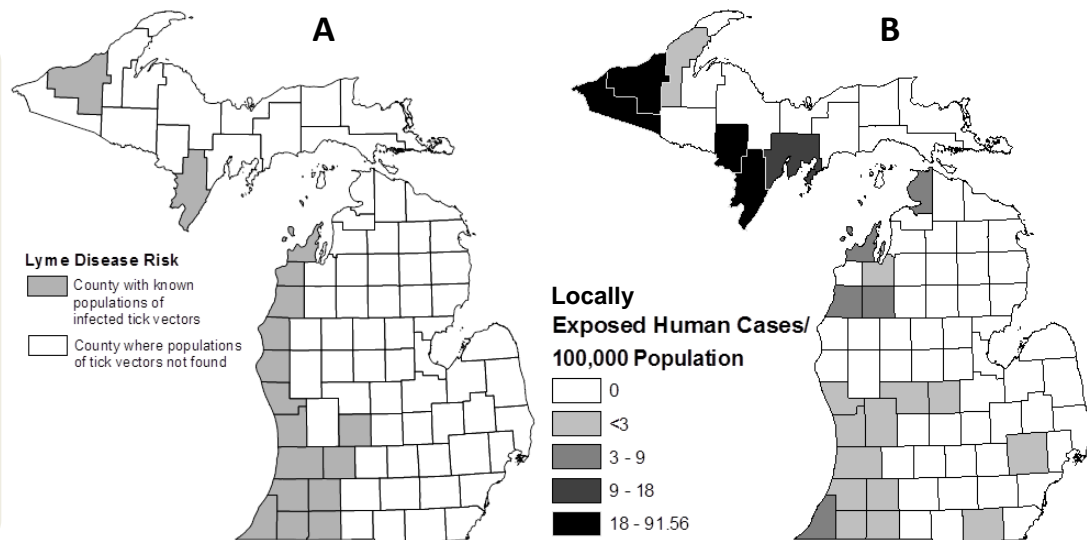 A
Lyme Disease Risk
County with known
populations of
infected tick vectors
County where populations
of tick vectors not found
B
Locally
Exposed Human Cases/
100,000 Population
0
<3
3 - 9
9 - 18
18 - 91.56